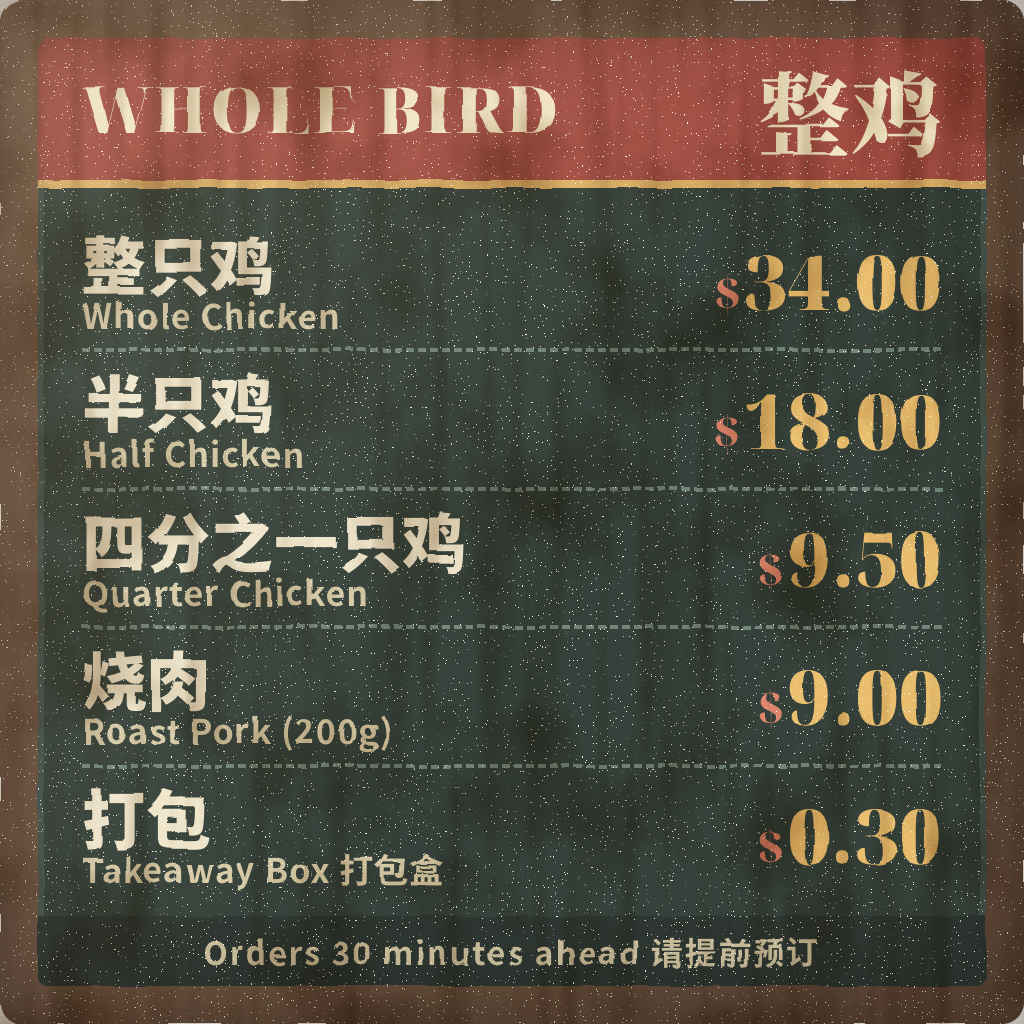 WHOLE BIRD 整鸡
整只鸡
Whole Chicken
$34.00
半只鸡
Half Chicken
$18.00
四分之一只鸡
Quarter Chicken
$9.50
烧肉
Roast Pork (200g)
$9.00
打包
Takeaway Box 打包盒
$0.30
Orders 30 minutes ahead 请提前预订